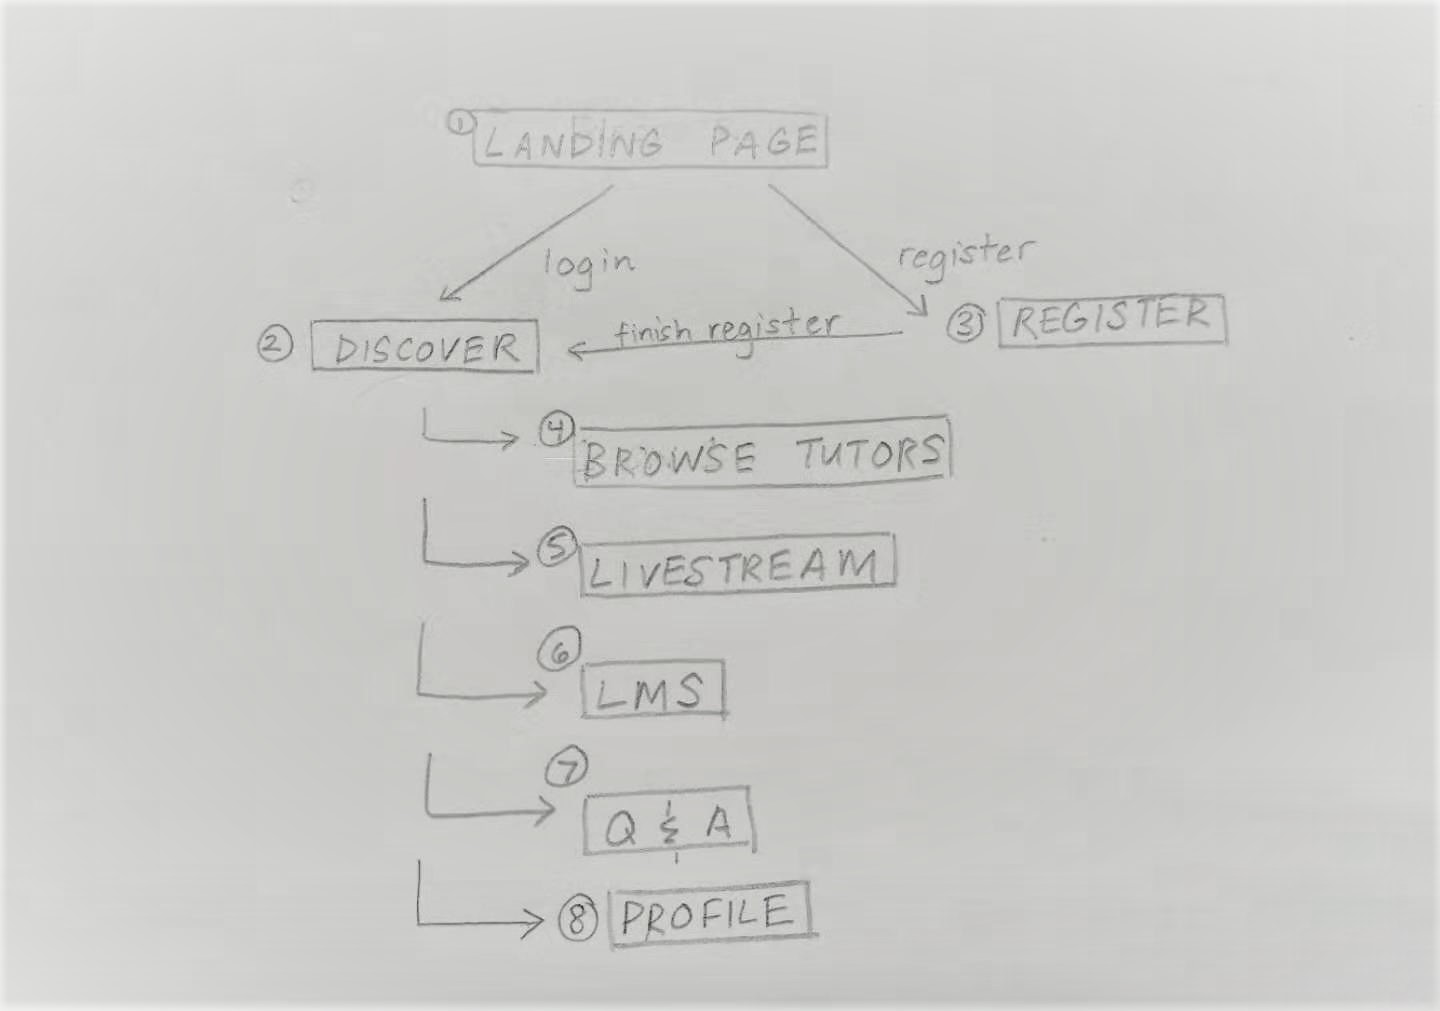 ① LANDING PAGE
login
register
② DISCOVER
finish register
③ REGISTER
④ BROWSE TUTORS
⑤ LIVESTREAM
⑥ LMS
⑦ Q & A
⑧ PROFILE